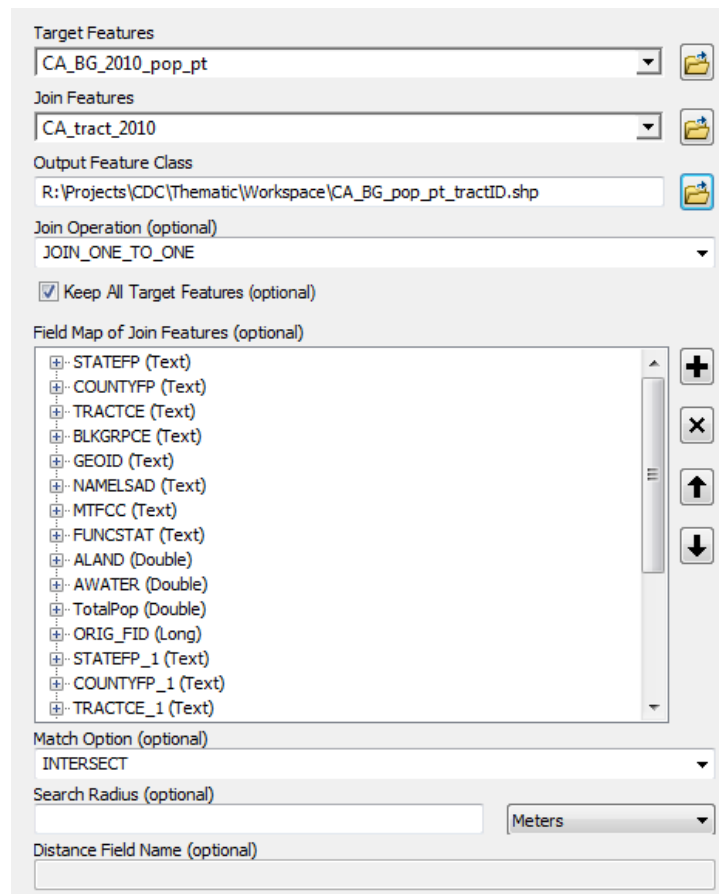 Target Features
CA_BG_2010_pop_pt
Join Features
CA_tract_2010
Output Feature Class
R:\Projects\CDC\Thematic\Workspace\CA_BG_pop_pt_tractID.shp
Join Operation (optional)
JOIN_ONE_TO_ONE
Keep All Target Features (optional)
Field Map of Join Features (optional)
STATEFP (Text)
COUNTYFP (Text)
TRACTCE (Text)
BLKGRPCE (Text)
GEOID (Text)
NAMELSAD (Text)
MTFCC (Text)
FUNCSTAT (Text)
ALAND (Double)
AWATER (Double)
TotalPop (Double)
ORIG_FID (Long)
STATEFP_1 (Text)
COUNTYFP_1 (Text)
TRACTCE_1 (Text)
Match Option (optional)
INTERSECT
Search Radius (optional)
Meters
Distance Field Name (optional)